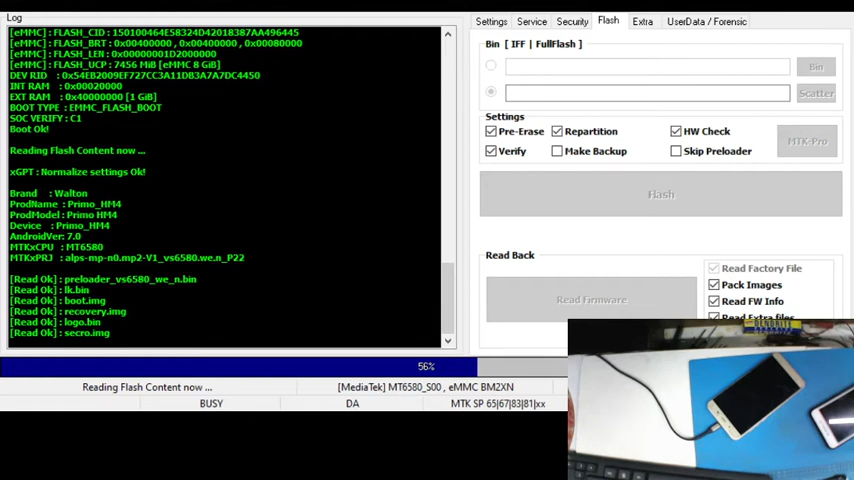 Log
[eMMC] : FLASH_CID: 150100464E58324D42018387AA496445
[eMMC] : FLASH_BRT : 0x00400000 , 0x00400000 , 0x00080000
[eMMC] : FLASH_LEN : 0x00000001D2000000
[eMMC] : FLASH_UCP : 7456 MiB [eMMC 8 GiB]
DEV RID : 0x54EB2009EF727CC3A11DB3A7A7DC4450
INT RAM : 0x00020000
EXT RAM : 0x40000000 [1 GiB]
BOOT TYPE : EMMC_FLASH_BOOT
SOC VERIFY : C1
Boot Ok!
Reading Flash Content now ...
xGPT : Normalize settings Ok!
Brand : Walton
ProdName : Primo_HM4
ProdModel : Primo HM4
Device : Primo_HM4
AndroidVer: 7.0
MTKxCPU : MT6580
MTKxPRJ : alps-mp-n0.mp2-V1_vs6580.we.n_P22
[Read Ok] : preloader_vs6580_we_n.bin
[Read Ok] : lk.bin
[Read Ok] : boot.img
[Read Ok] : recovery.img
[Read Ok] : logo.bin
[Read Ok] : secro.img
56%
Reading Flash Content now ...
[MediaTek] MT6580_S00 , eMMC BM2XN
BUSY
DA
MTK SP 65|67|83|81|xx
Settings
Service
Security
Flash
Extra
UserData / Forensic
Bin [ IFF | FullFlash ]
Bin
Scatter
Settings
Pre-Erase
Repartition
HW Check
Verify
Make Backup
Skip Preloader
MTK-Pro
Flash
Read Back
Read Firmware
Read Factory File
Pack Images
Read FW Info
Read Extra files
DENDRITE